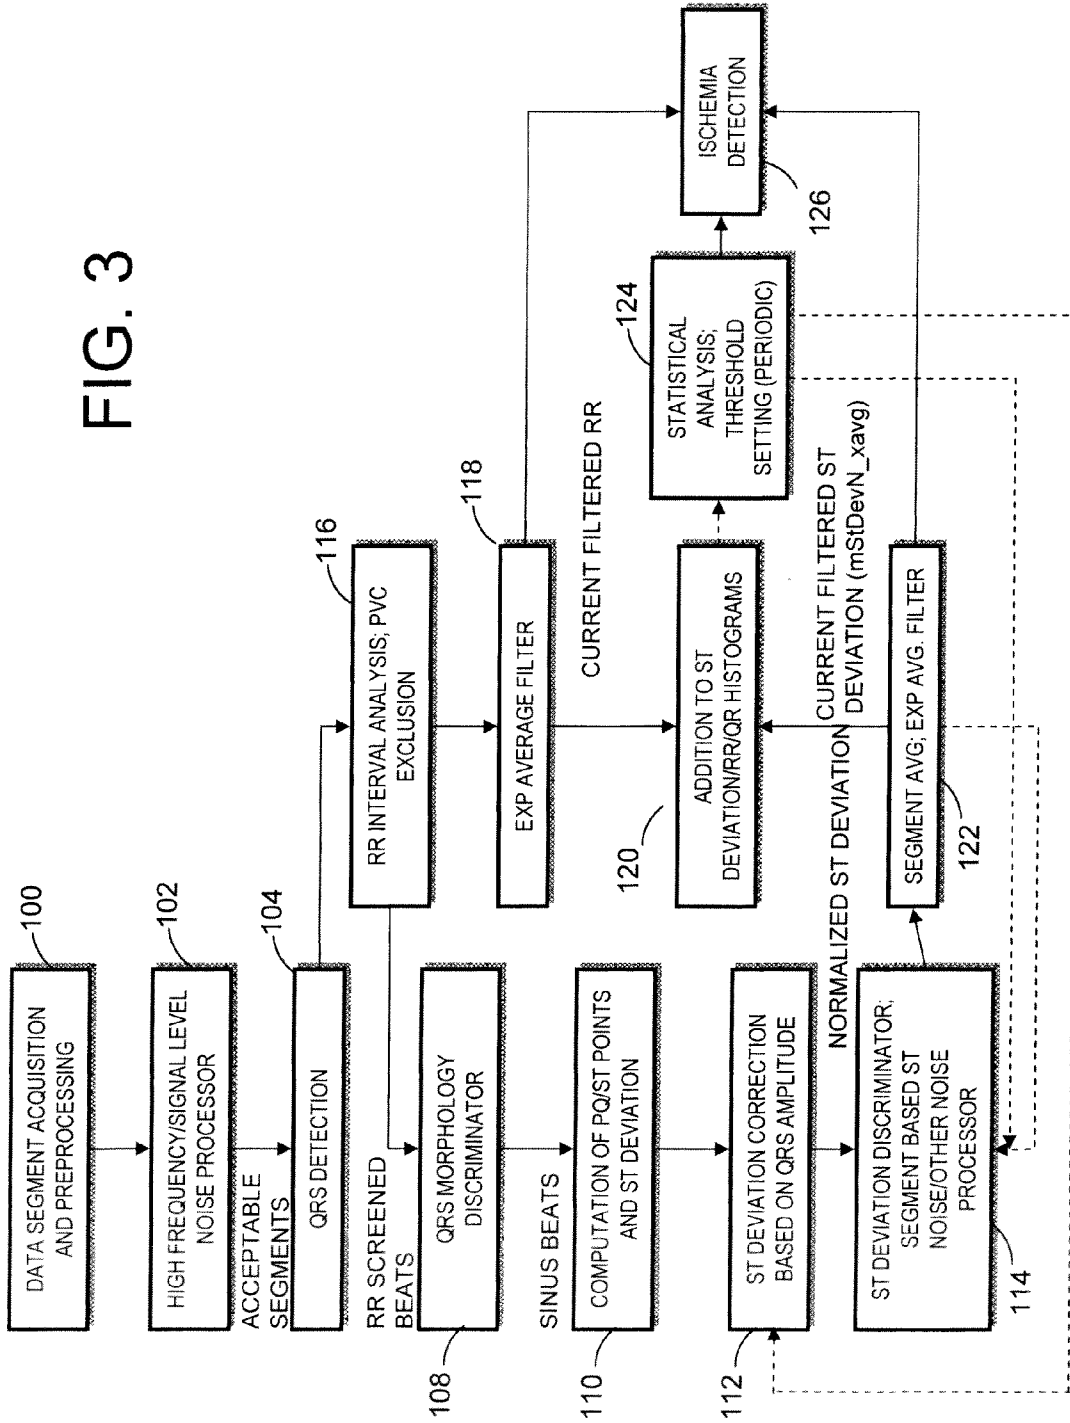 FIG. 3
100
DATA SEGMENT ACQUISITION
AND PREPROCESSING
102
HIGH FREQUENCY/SIGNAL LEVEL
NOISE PROCESSOR
ACCEPTABLE
SEGMENTS
104
QRS DETECTION
116
RR INTERVAL ANALYSIS; PVC
EXCLUSION
RR SCREENED
BEATS
QRS MORPHOLOGY
DISCRIMINATOR
108
118
EXP AVERAGE FILTER
CURRENT FILTERED RR
SINUS BEATS
COMPUTATION OF PQ/ST POINTS
AND ST DEVIATION
110
120
ADDITION TO ST
DEVIATION/RR/QR HISTOGRAMS
124
STATISTICAL
ANALYSIS;
THRESHOLD
SETTING (PERIODIC)
ISCHEMIA
DETECTION
126
ST DEVIATION CORRECTION
BASED ON QRS AMPLITUDE
112
NORMALIZED ST DEVIATION
CURRENT FILTERED ST
DEVIATION (mStDevN_xavg)
ST DEVIATION DISCRIMINATOR;
SEGMENT BASED ST
NOISE/OTHER NOISE
PROCESSOR
114
SEGMENT AVG; EXP AVG. FILTER
122